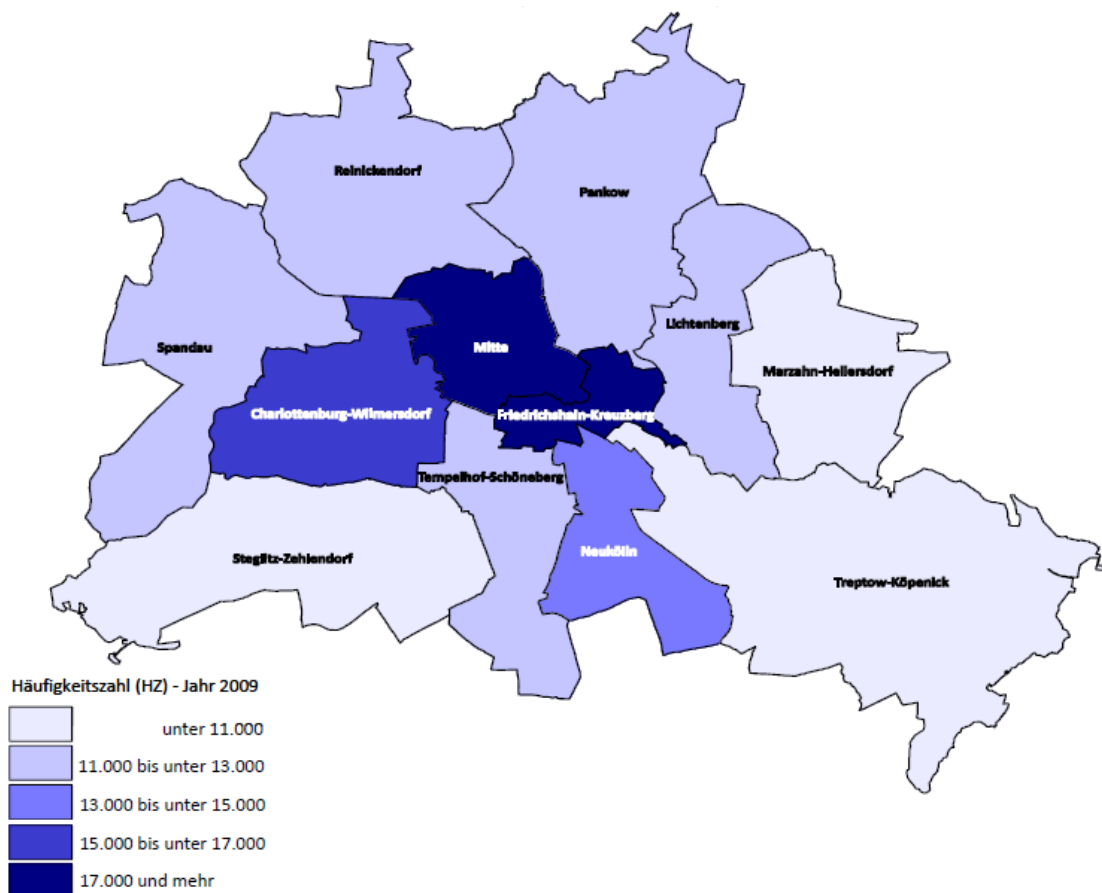 Reinickendorf
Pankow
Lichtenberg
Spandau
Mitte
Marzahn-Hellersdorf
Charlottenburg-Wilmersdorf
Friedrichshain-Kreuzberg
Tempelhof-Schöneberg
Steglitz-Zehlendorf
Neukölln
Treptow-Köpenick
Häufigkeitszahl (HZ) - Jahr 2009
unter 11.000
11.000 bis unter 13.000
13.000 bis unter 15.000
15.000 bis unter 17.000
17.000 und mehr